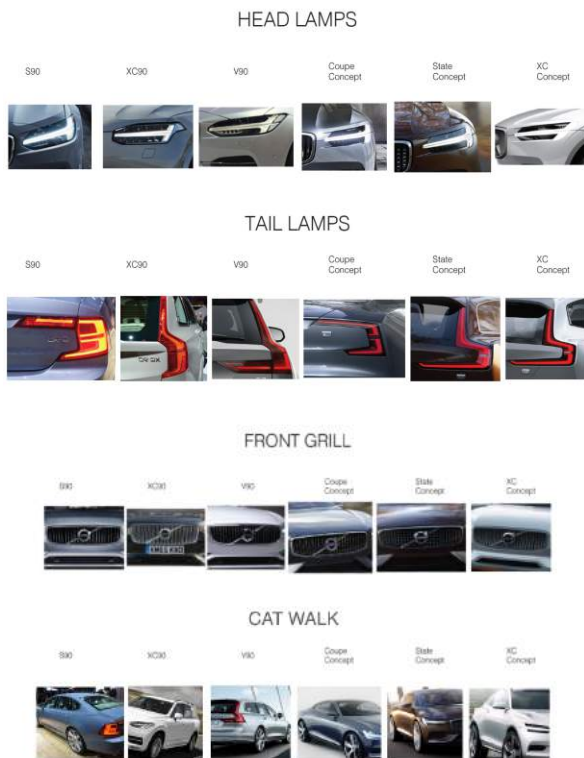 HEAD LAMPS
S90
XC90
V90
Coupe
Concept
State
Concept
XC
Concept
TAIL LAMPS
S90
XC90
V90
Coupe
Concept
State
Concept
XC
Concept
FRONT GRILL
S90
XC90
V90
Coupe
Concept
State
Concept
XC
Concept
CAT WALK
S90
XC90
V90
Coupe
Concept
State
Concept
XC
Concept